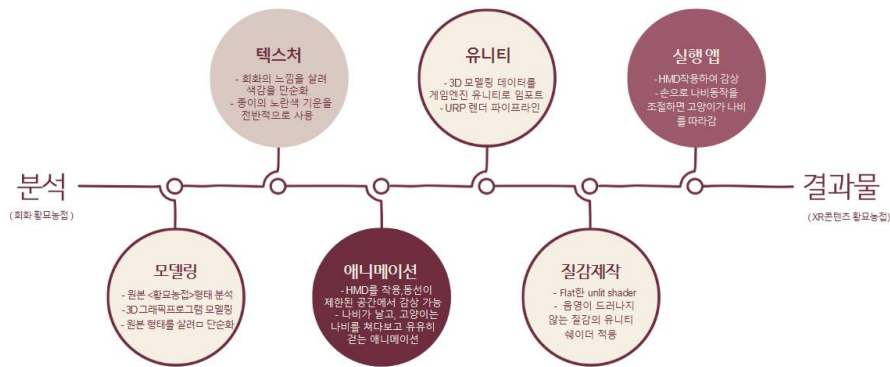 분석
(회화 황묘농접)
모델링
- 원본 <황묘농접>형태 분석
- 3D그래픽프로그램 모델링
- 원본 형태를 살려ㅁ 단순화
텍스처
- 회화의 느낌을 살려
색감을 단순화
- 종이의 노란색 기운을
전반적으로 사용
애니메이션
- HMD를 착용,동선이
제한된 공간에서 감상 가능
- 나비가 날고, 고양이는
나비를 쳐다보고 유유히
걷는 애니메이션
유니티
- 3D 모델링 데이터를
게임엔진 유니티로 임포트
- URP 렌더 파이프라인
질감제작
- Flat한 unlit shader
- 음영이 드러나지
않는 질감의 유니티
쉐이더 적용
실행 앱
-HMD착용하여 감상
- 손으로 나비동작을
조절하면 고양이가 나비
를 따라감
결과물
(XR콘텐츠 황묘농접)